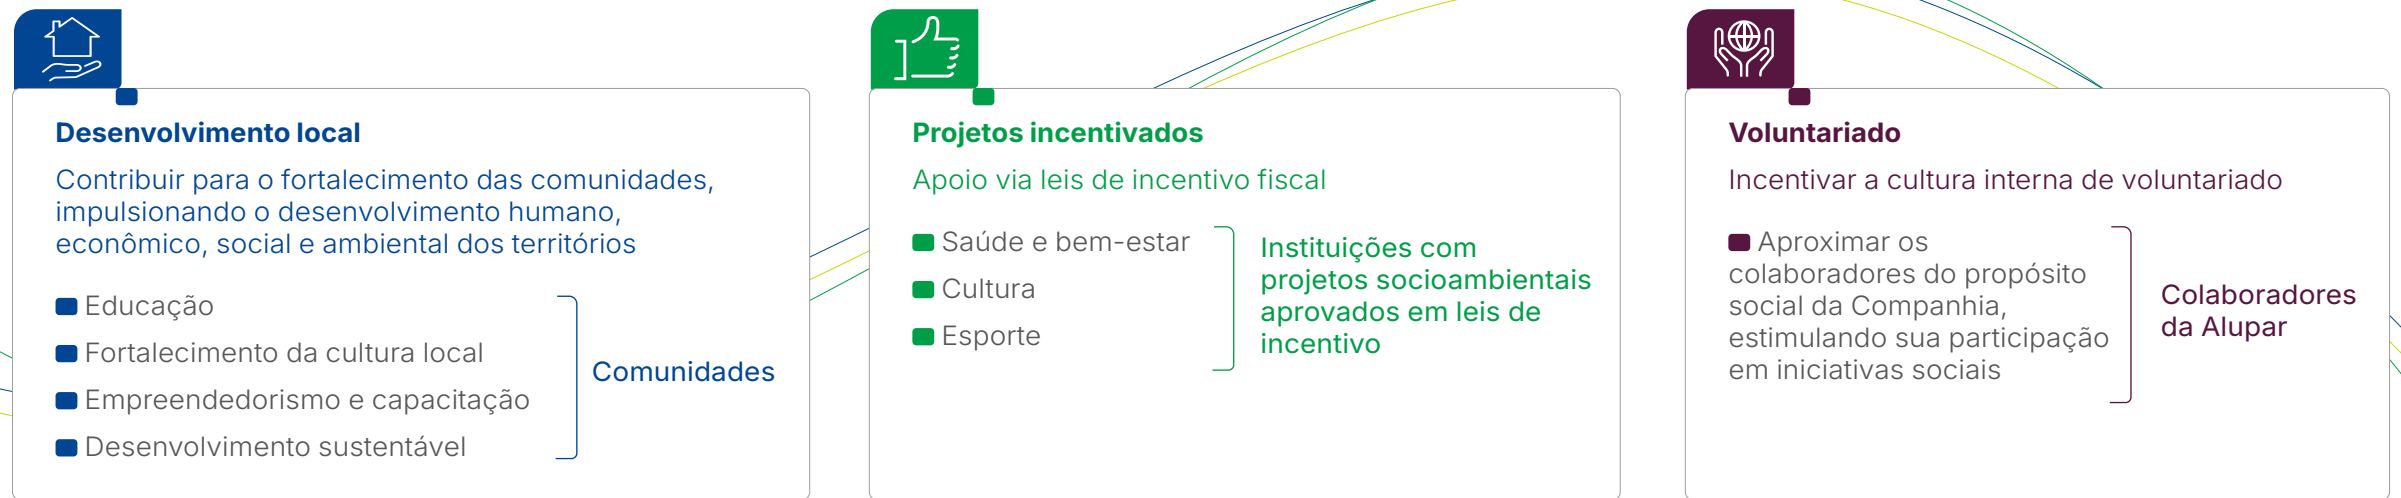 Desenvolvimento local
Contribuir para o fortalecimento das comunidades,
impulsionando o desenvolvimento humano,
econômico, social e ambiental dos territórios
Educação
Fortalecimento da cultura local
Empreendedorismo e capacitação
Desenvolvimento sustentável
Comunidades
Projetos incentivados
Apoio via leis de incentivo fiscal
Saúde e bem-estar
Cultura
Esporte
Instituições com
projetos socioambientais
aprovados em leis de
incentivo
Voluntariado
Incentivar a cultura interna de voluntariado
Aproximar os
colaboradores do propósito
social da Companhia,
estimulando sua participação
em iniciativas sociais
Colaboradores
da Alupar